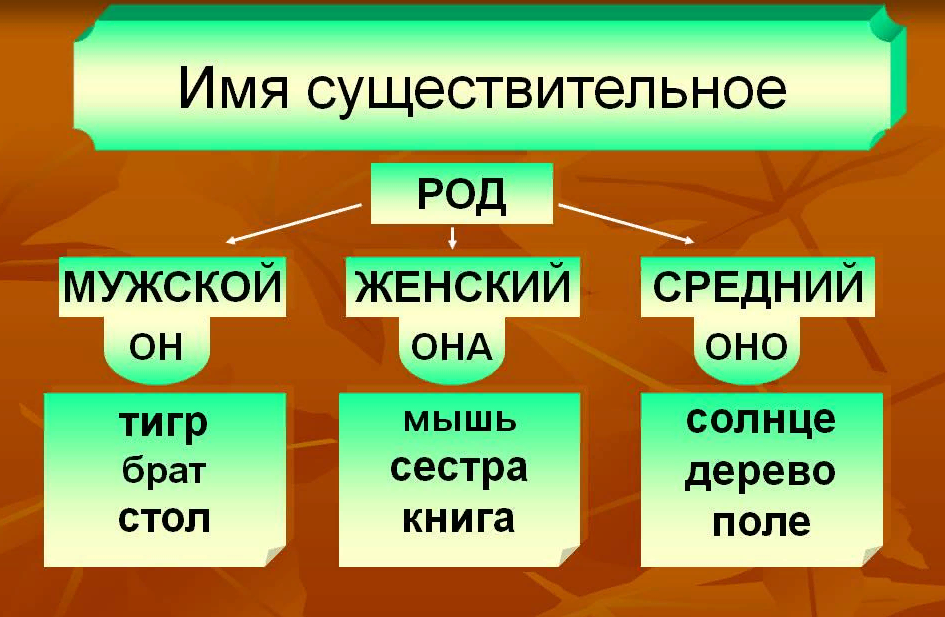 Имя существительное
РОД
МУЖСКОЙ
ОН
тигр
брат
стол
ЖЕНСКИЙ
ОНА
мышь
сестра
книга
СРЕДНИЙ
ОНО
солнце
дерево
поле